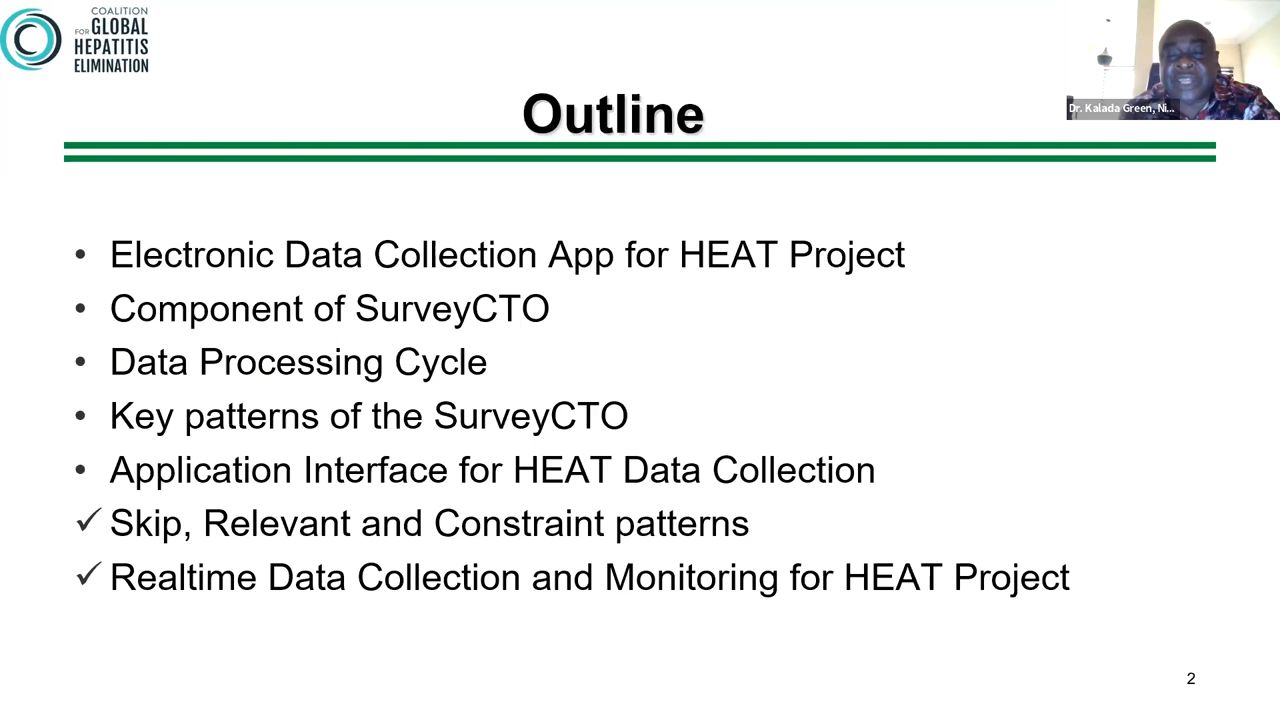 COALITION
FOR GLOBAL
HEPATITIS
ELIMINATION
Dr. Kalada Green, Ni...
Outline
• Electronic Data Collection App for HEAT Project
• Component of SurveyCTO
• Data Processing Cycle
• Key patterns of the SurveyCTO
• Application Interface for HEAT Data Collection
✓ Skip, Relevant and Constraint patterns
✓ Realtime Data Collection and Monitoring for HEAT Project
2